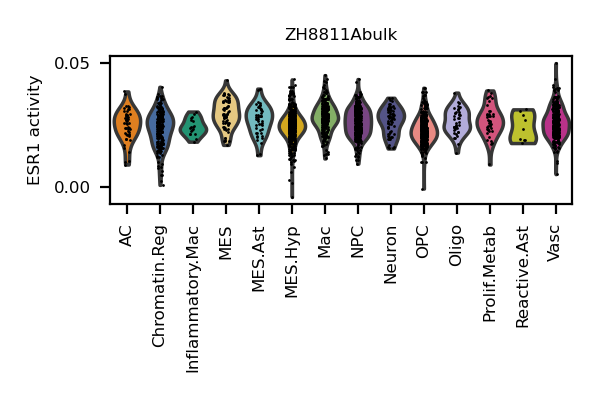 ZH8811Abulk
ESR1 activity
0.05
0.00
AC
Chromatin.Reg
Inflammatory.Mac
MES
MES.Ast
MES.Hyp
Mac
NPC
Neuron
OPC
Oligo
Prolif.Metab
Reactive.Ast
Vasc